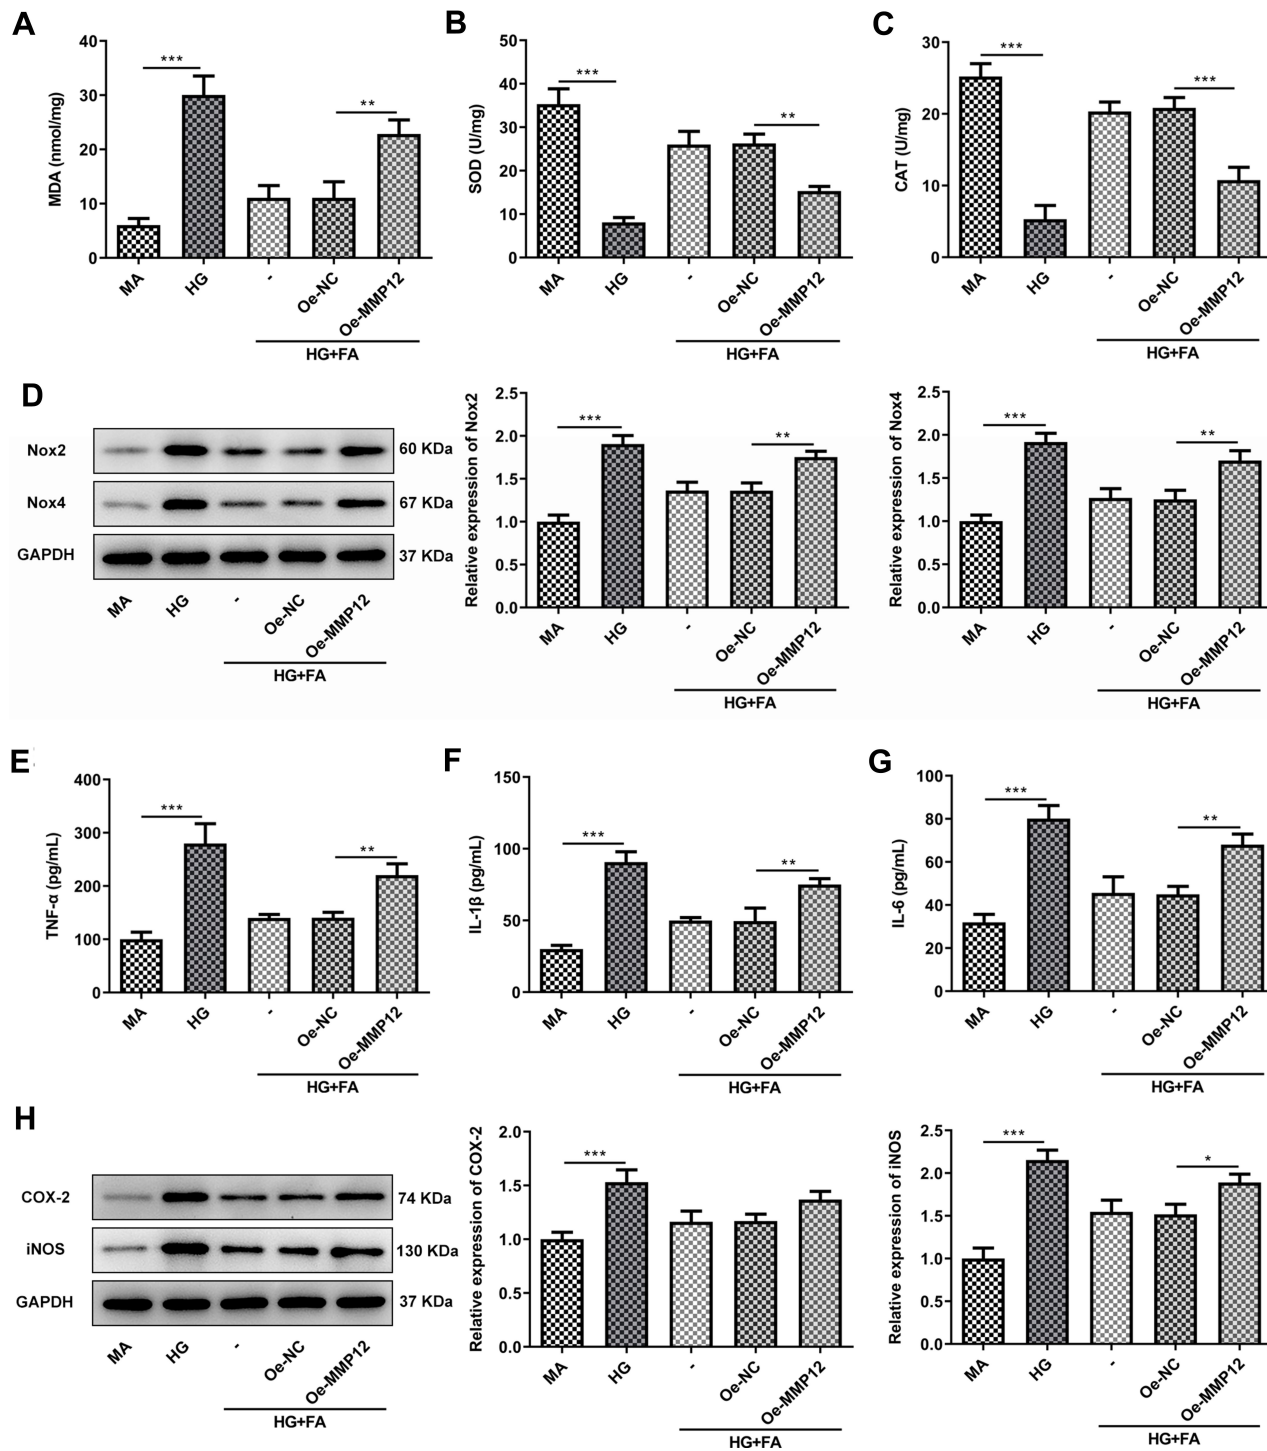 A
MDA (nmol/mg)
40
30
20
10
0
***
**
MA
HG
-
Oe-NC
Oe-MMP12
HG+FA
B
SOD (U/mg)
50
40
30
20
10
0
***
**
MA
HG
-
Oe-NC
Oe-MMP12
HG+FA
C
CAT (U/mg)
30
20
10
0
***
***
MA
HG
-
Oe-NC
Oe-MMP12
HG+FA
D
Nox2
60 KDa
Nox4
67 KDa
GAPDH
37 KDa
MA
HG
-
Oe-NC
Oe-MMP12
HG+FA
Relative expression of Nox2
2.5
2.0
1.5
1.0
0.5
0.0
***
**
MA
HG
-
Oe-NC
Oe-MMP12
HG+FA
Relative expression of Nox4
2.5
2.0
1.5
1.0
0.5
0.0
***
**
MA
HG
-
Oe-NC
Oe-MMP12
HG+FA
E
TNF-α (pg/mL)
400
300
200
100
0
***
**
MA
HG
-
Oe-NC
Oe-MMP12
HG+FA
F
IL-1β (pg/mL)
150
100
50
0
***
**
MA
HG
-
Oe-NC
Oe-MMP12
HG+FA
G
IL-6 (pg/mL)
100
80
60
40
20
0
***
**
MA
HG
-
Oe-NC
Oe-MMP12
HG+FA
H
COX-2
74 KDa
iNOS
130 KDa
GAPDH
37 KDa
MA
HG
-
Oe-NC
Oe-MMP12
HG+FA
Relative expression of COX-2
2.0
1.5
1.0
0.5
0.0
***
MA
HG
-
Oe-NC
Oe-MMP12
HG+FA
Relative expression of iNOS
2.5
2.0
1.5
1.0
0.5
0.0
***
*
MA
HG
-
Oe-NC
Oe-MMP12
HG+FA